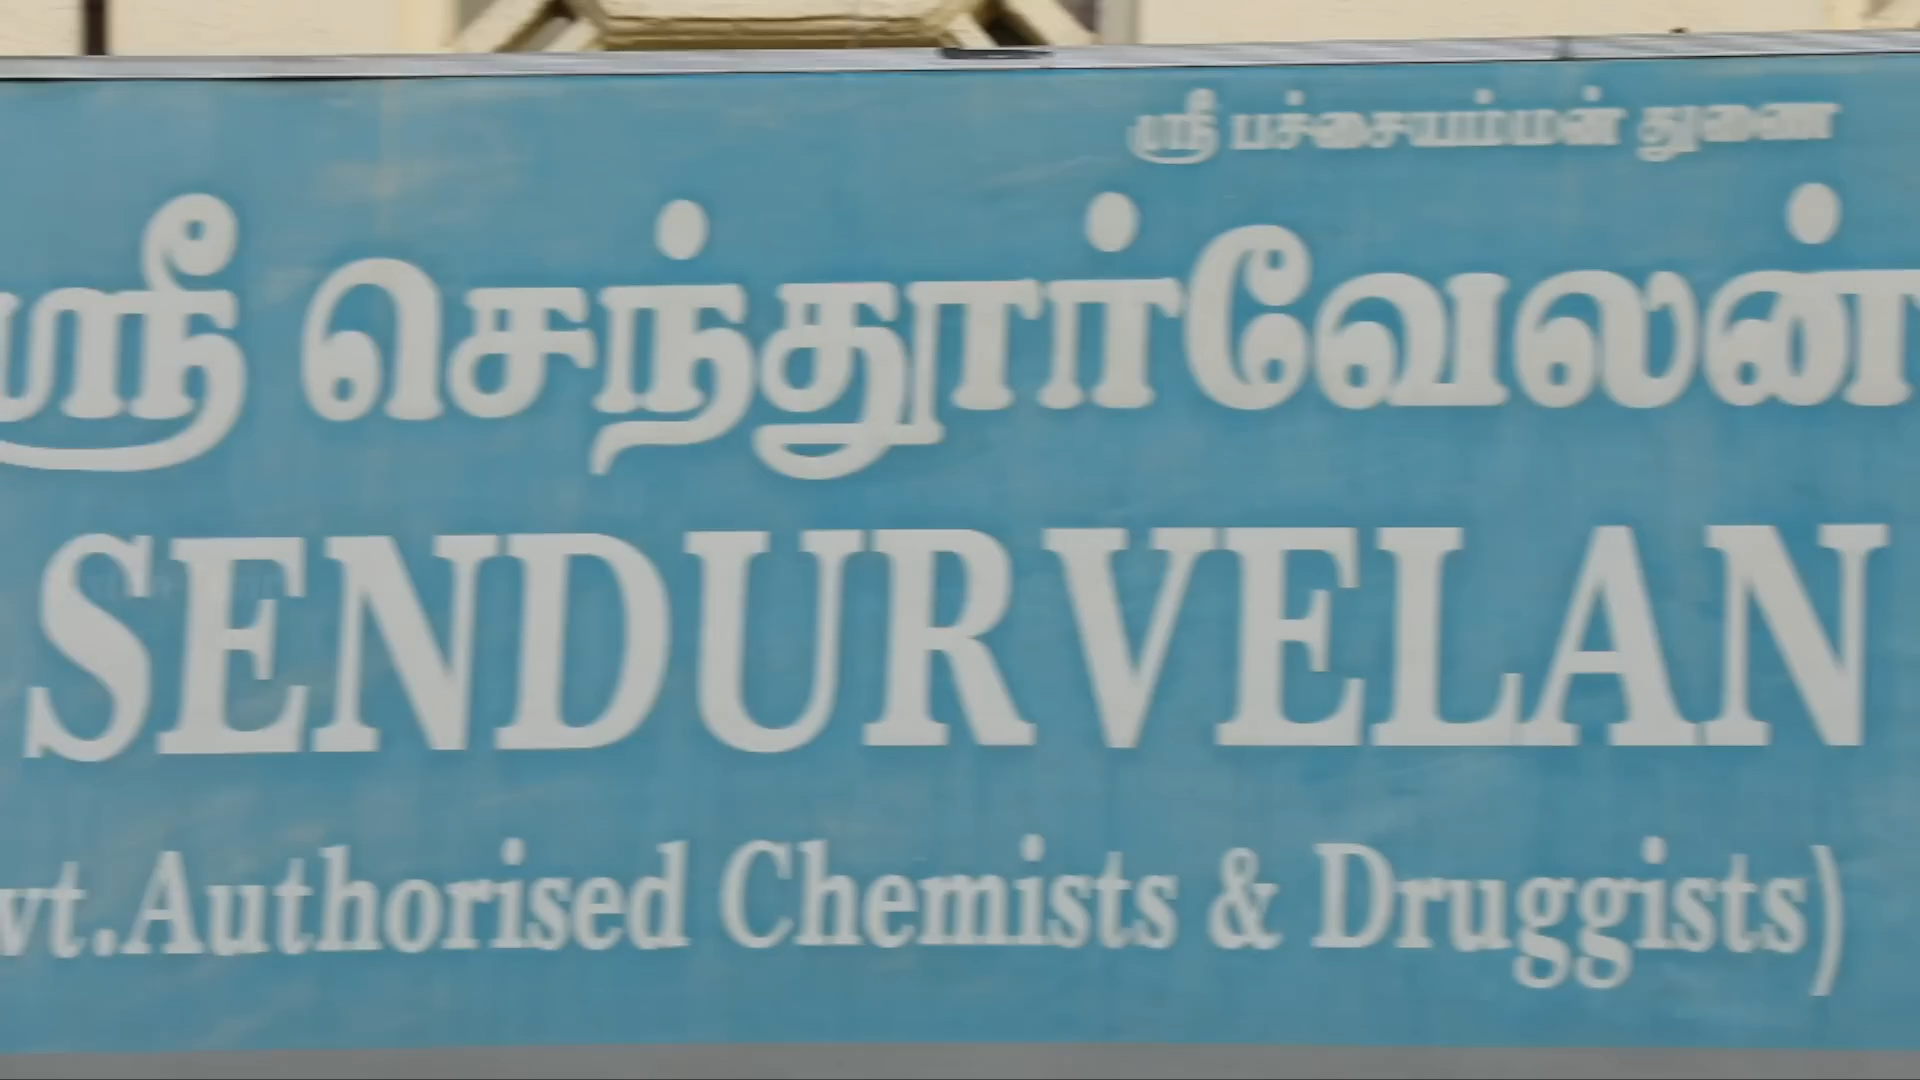 ஸ்ரீ பச்சையம்மன் துணை
ஸ்ரீ செந்தூர்வேலன்
SENDURVELAN
vt.Authorised Chemists & Druggists)